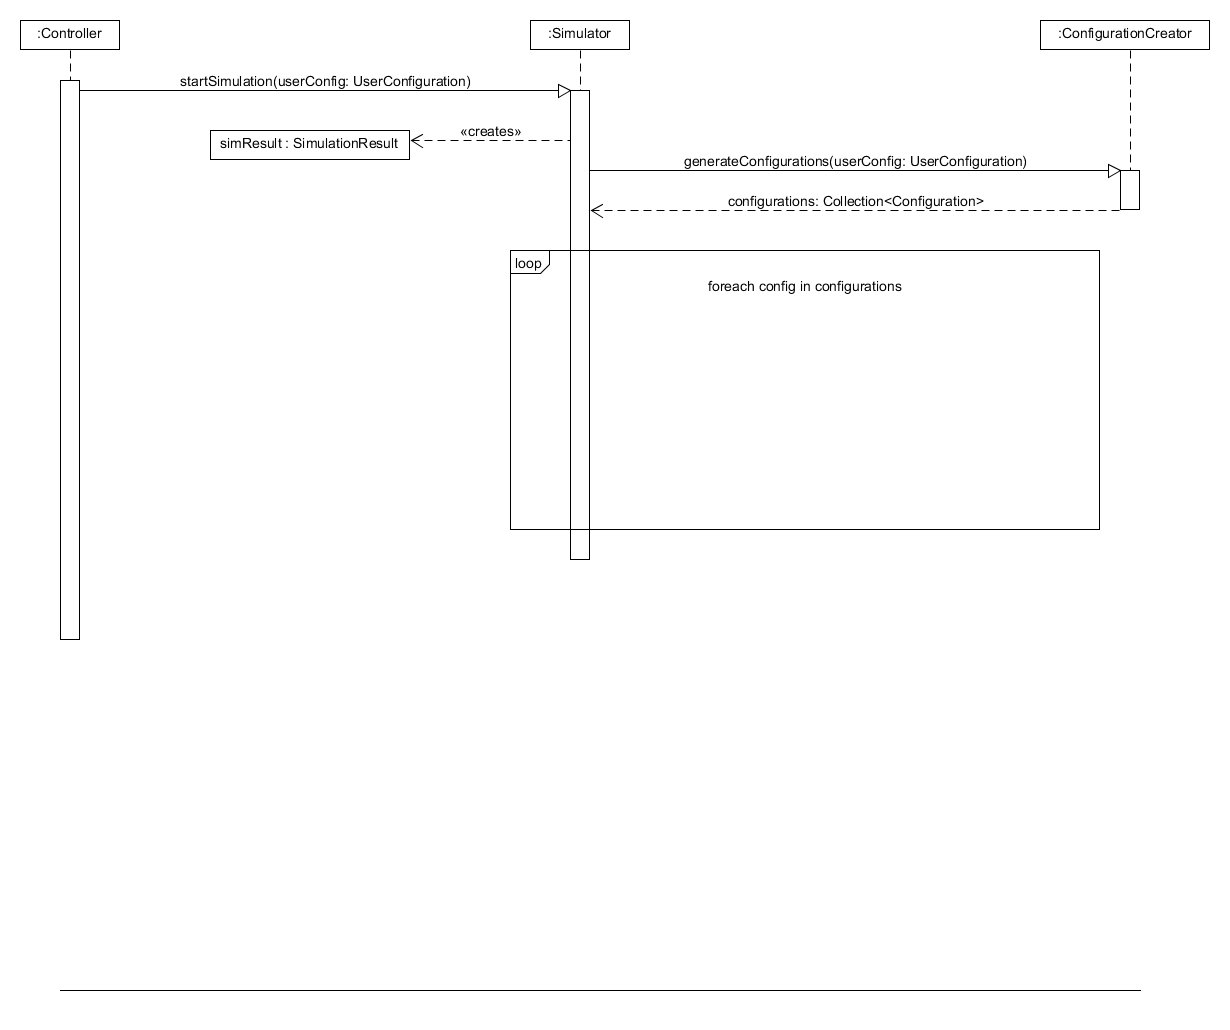 :Controller
:Simulator
:ConfigurationCreator
startSimulation(userConfig: UserConfiguration)
«creates»
simResult : SimulationResult
generateConfigurations(userConfig: UserConfiguration)
configurations: Collection<Configuration>
loop
foreach config in configurations